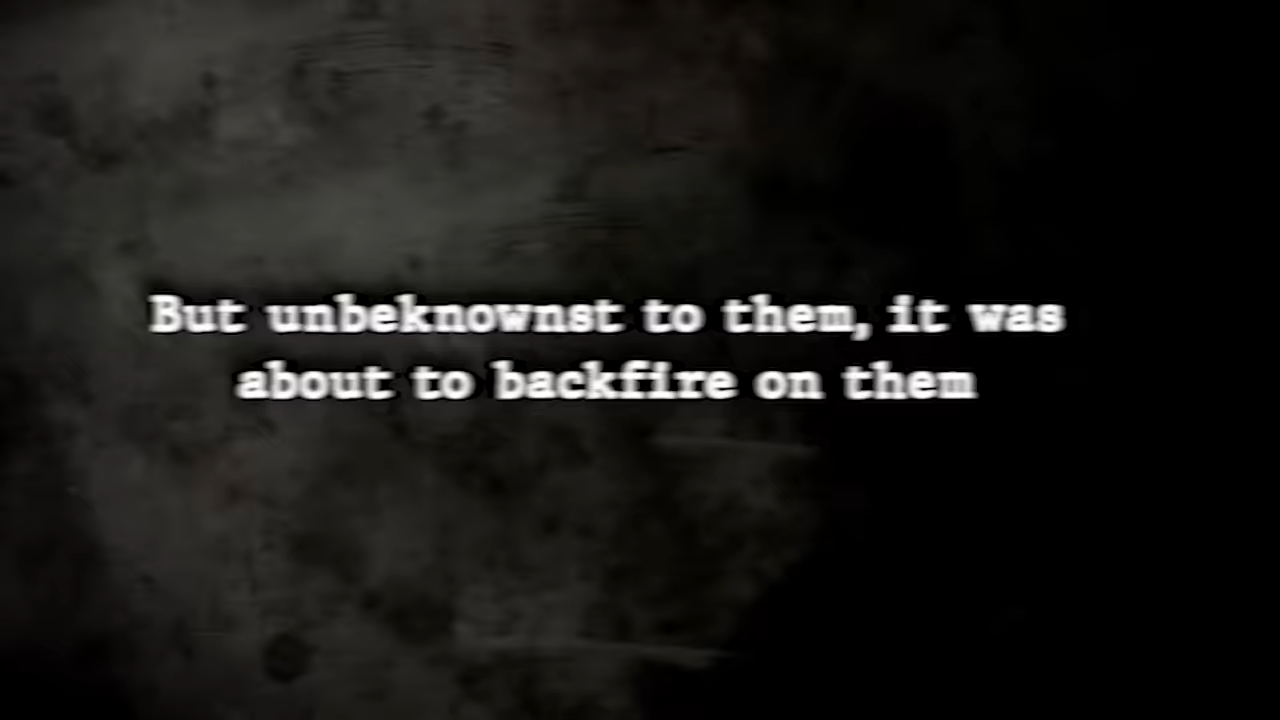 But unbeknownst to them, it was
about to backfire on them